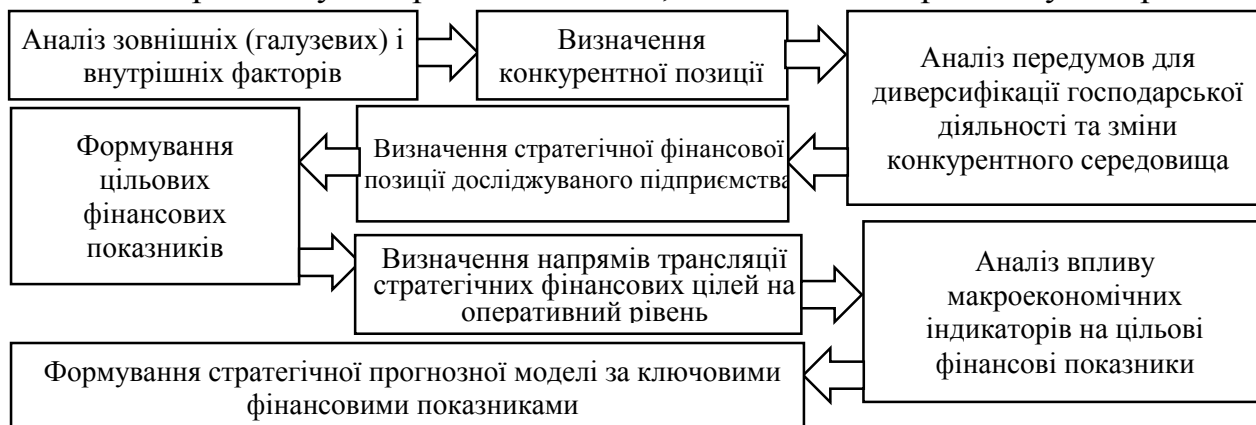 Аналіз зовнішніх (галузевих) і
внутрішніх факторів
Визначення
конкурентної позиції
Аналіз передумов для
диверсифікації господарської
діяльності та зміни
конкурентного середовища
Визначення стратегічної фінансової
позиції досліджуваного підприємства
Формування
цільових
фінансових
показників
Визначення напрямів трансляції
стратегічних фінансових цілей на
оперативний рівень
Аналіз впливу
макроекономічних
індикаторів на цільові
фінансові показники
Формування стратегічної прогнозної моделі за ключовими
фінансовими показниками